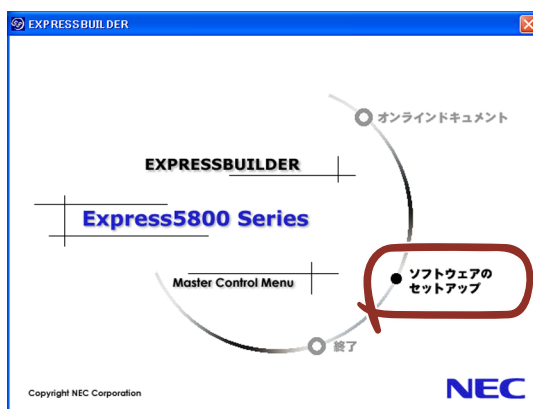 EXPRESSBUILDER
オンラインドキュメント
EXPRESSBUILDER
Express5800 Series
ソフトウェアの
セットアップ
Master Control Menu
終了
Copyright NEC Corporation
NEC